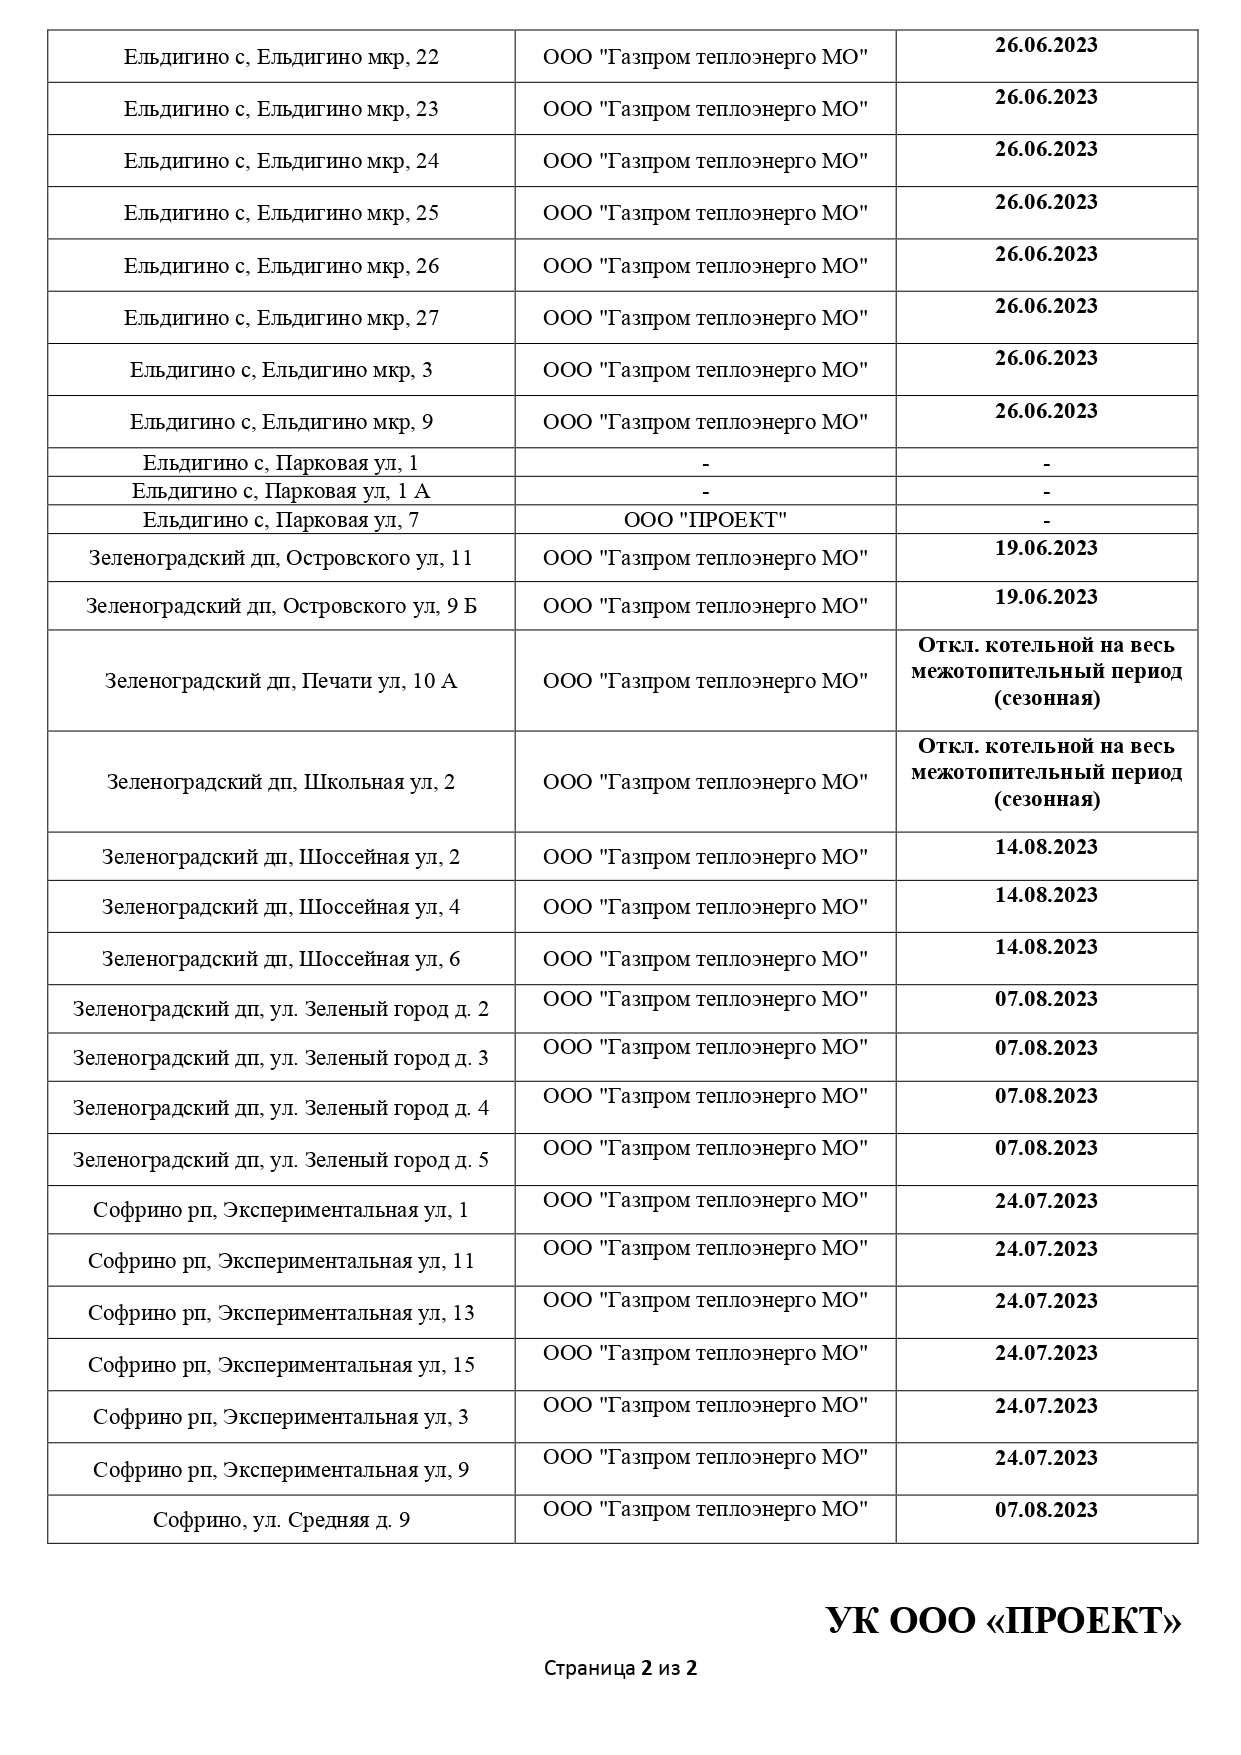 Ельдигино с, Ельдигино мкр, 22 ООО "Газпром теплоэнерго МО" 26.06.2023
Ельдигино с, Ельдигино мкр, 23 ООО "Газпром теплоэнерго МО" 26.06.2023
Ельдигино с, Ельдигино мкр, 24 ООО "Газпром теплоэнерго МО" 26.06.2023
Ельдигино с, Ельдигино мкр, 25 ООО "Газпром теплоэнерго МО" 26.06.2023
Ельдигино с, Ельдигино мкр, 26 ООО "Газпром теплоэнерго МО" 26.06.2023
Ельдигино с, Ельдигино мкр, 27 ООО "Газпром теплоэнерго МО" 26.06.2023
Ельдигино с, Ельдигино мкр, 3 ООО "Газпром теплоэнерго МО" 26.06.2023
Ельдигино с, Ельдигино мкр, 9 ООО "Газпром теплоэнерго МО" 26.06.2023
Ельдигино с, Парковая ул, 1 - -
Ельдигино с, Парковая ул, 1 А - -
Ельдигино с, Парковая ул, 7 ООО "ПРОЕКТ" -
Зеленоградский дп, Островского ул, 11 ООО "Газпром теплоэнерго МО" 19.06.2023
Зеленоградский дп, Островского ул, 9 Б ООО "Газпром теплоэнерго МО" 19.06.2023
Зеленоградский дп, Печати ул, 10 А ООО "Газпром теплоэнерго МО" Откл. котельной на весь
межотопительный период
(сезонная)
Зеленоградский дп, Школьная ул, 2 ООО "Газпром теплоэнерго МО" Откл. котельной на весь
межотопительный период
(сезонная)
Зеленоградский дп, Шоссейная ул, 2 ООО "Газпром теплоэнерго МО" 14.08.2023
Зеленоградский дп, Шоссейная ул, 4 ООО "Газпром теплоэнерго МО" 14.08.2023
Зеленоградский дп, Шоссейная ул, 6 ООО "Газпром теплоэнерго МО" 14.08.2023
Зеленоградский дп, ул. Зеленый город д. 2 ООО "Газпром теплоэнерго МО" 07.08.2023
Зеленоградский дп, ул. Зеленый город д. 3 ООО "Газпром теплоэнерго МО" 07.08.2023
Зеленоградский дп, ул. Зеленый город д. 4 ООО "Газпром теплоэнерго МО" 07.08.2023
Зеленоградский дп, ул. Зеленый город д. 5 ООО "Газпром теплоэнерго МО" 07.08.2023
Софрино рп, Экспериментальная ул, 1 ООО "Газпром теплоэнерго МО" 24.07.2023
Софрино рп, Экспериментальная ул, 11 ООО "Газпром теплоэнерго МО" 24.07.2023
Софрино рп, Экспериментальная ул, 13 ООО "Газпром теплоэнерго МО" 24.07.2023
Софрино рп, Экспериментальная ул, 15 ООО "Газпром теплоэнерго МО" 24.07.2023
Софрино рп, Экспериментальная ул, 3 ООО "Газпром теплоэнерго МО" 24.07.2023
Софрино рп, Экспериментальная ул, 9 ООО "Газпром теплоэнерго МО" 24.07.2023
Софрино, ул. Средняя д. 9 ООО "Газпром теплоэнерго МО" 07.08.2023
УК ООО «ПРОЕКТ»
Страница 2 из 2